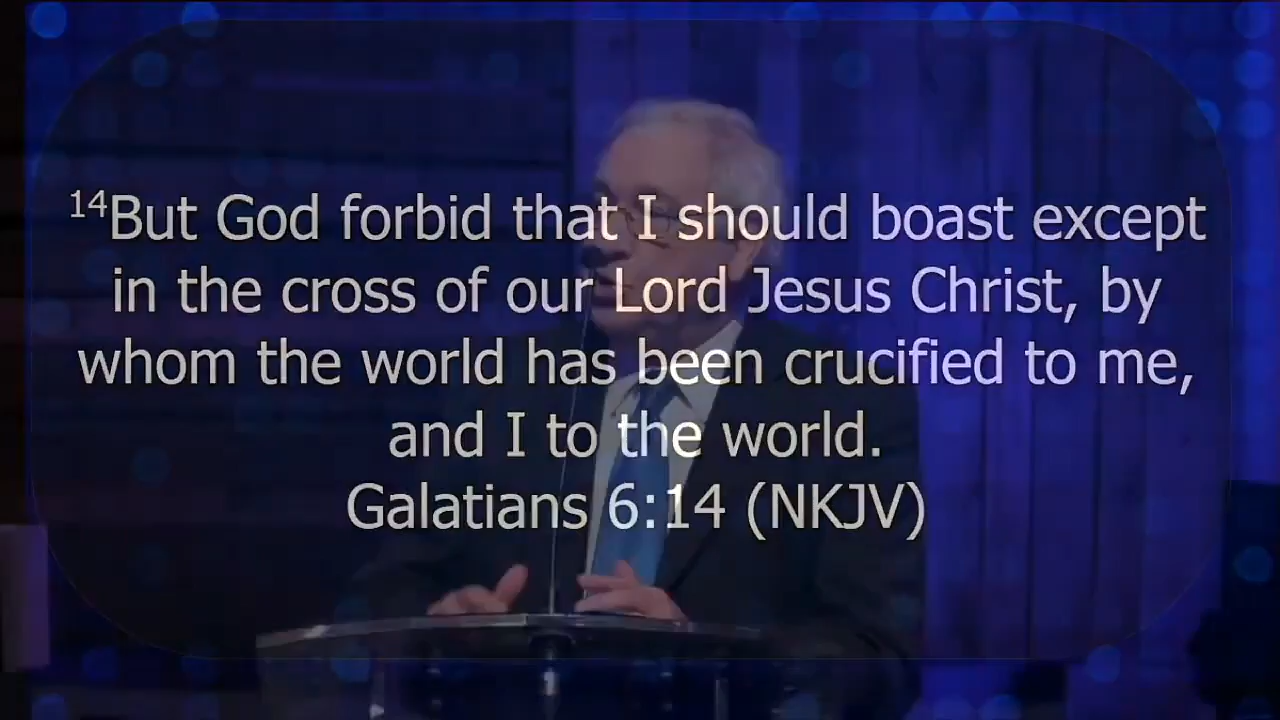 14But God forbid that I should boast except
in the cross of our Lord Jesus Christ, by
whom the world has been crucified to me,
and I to the world.
Galatians 6:14 (NKJV)